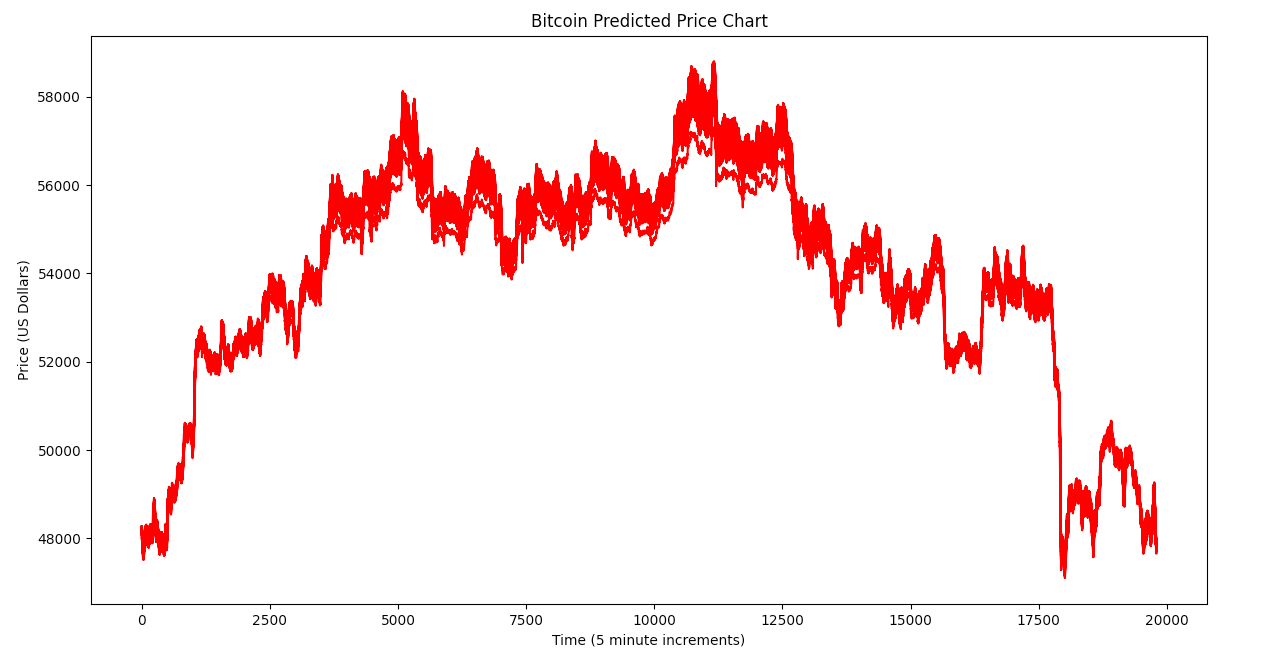 Bitcoin Predicted Price Chart
Price (US Dollars)
58000
56000
54000
52000
50000
48000
0 2500 5000 7500 10000 12500 15000 17500 20000
Time (5 minute increments)